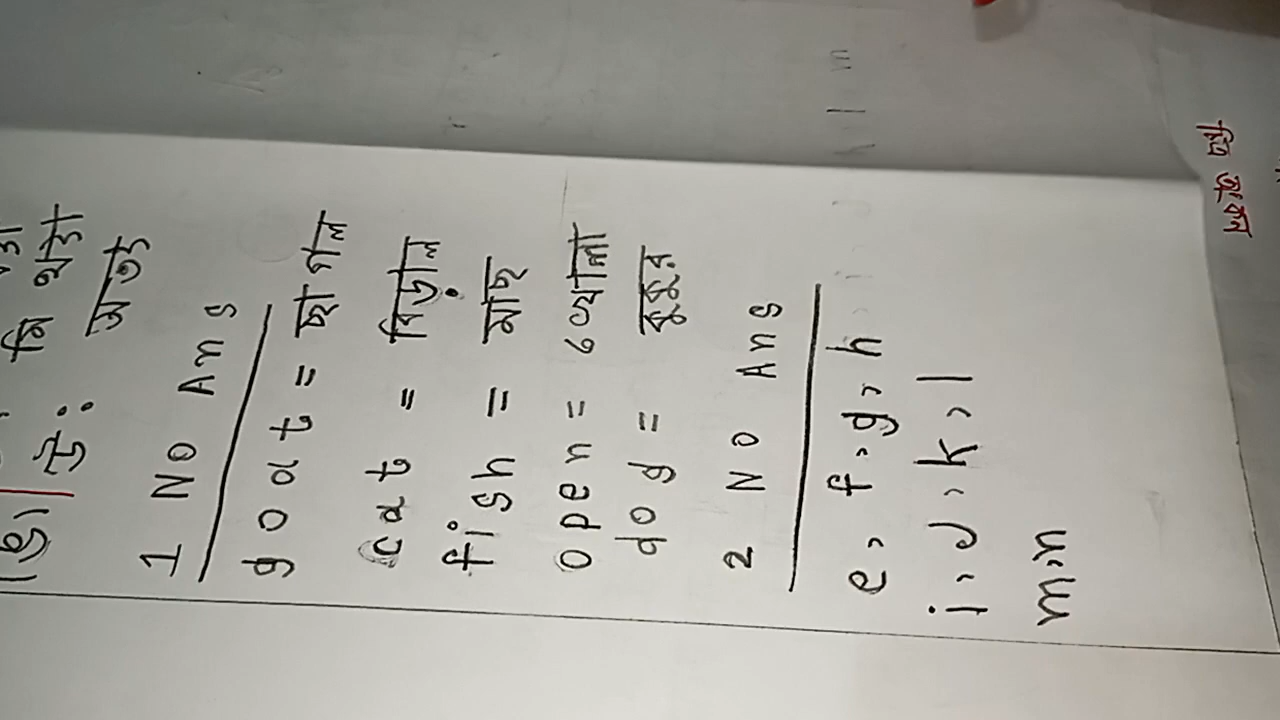 উ:
1 No Ans
goat = ছাগল
cat = বিড়াল
fish = মাছ
open = খোলা
dog = কুকুর
2 No Ans
e, f, g, h
i, J, k, l
m, n